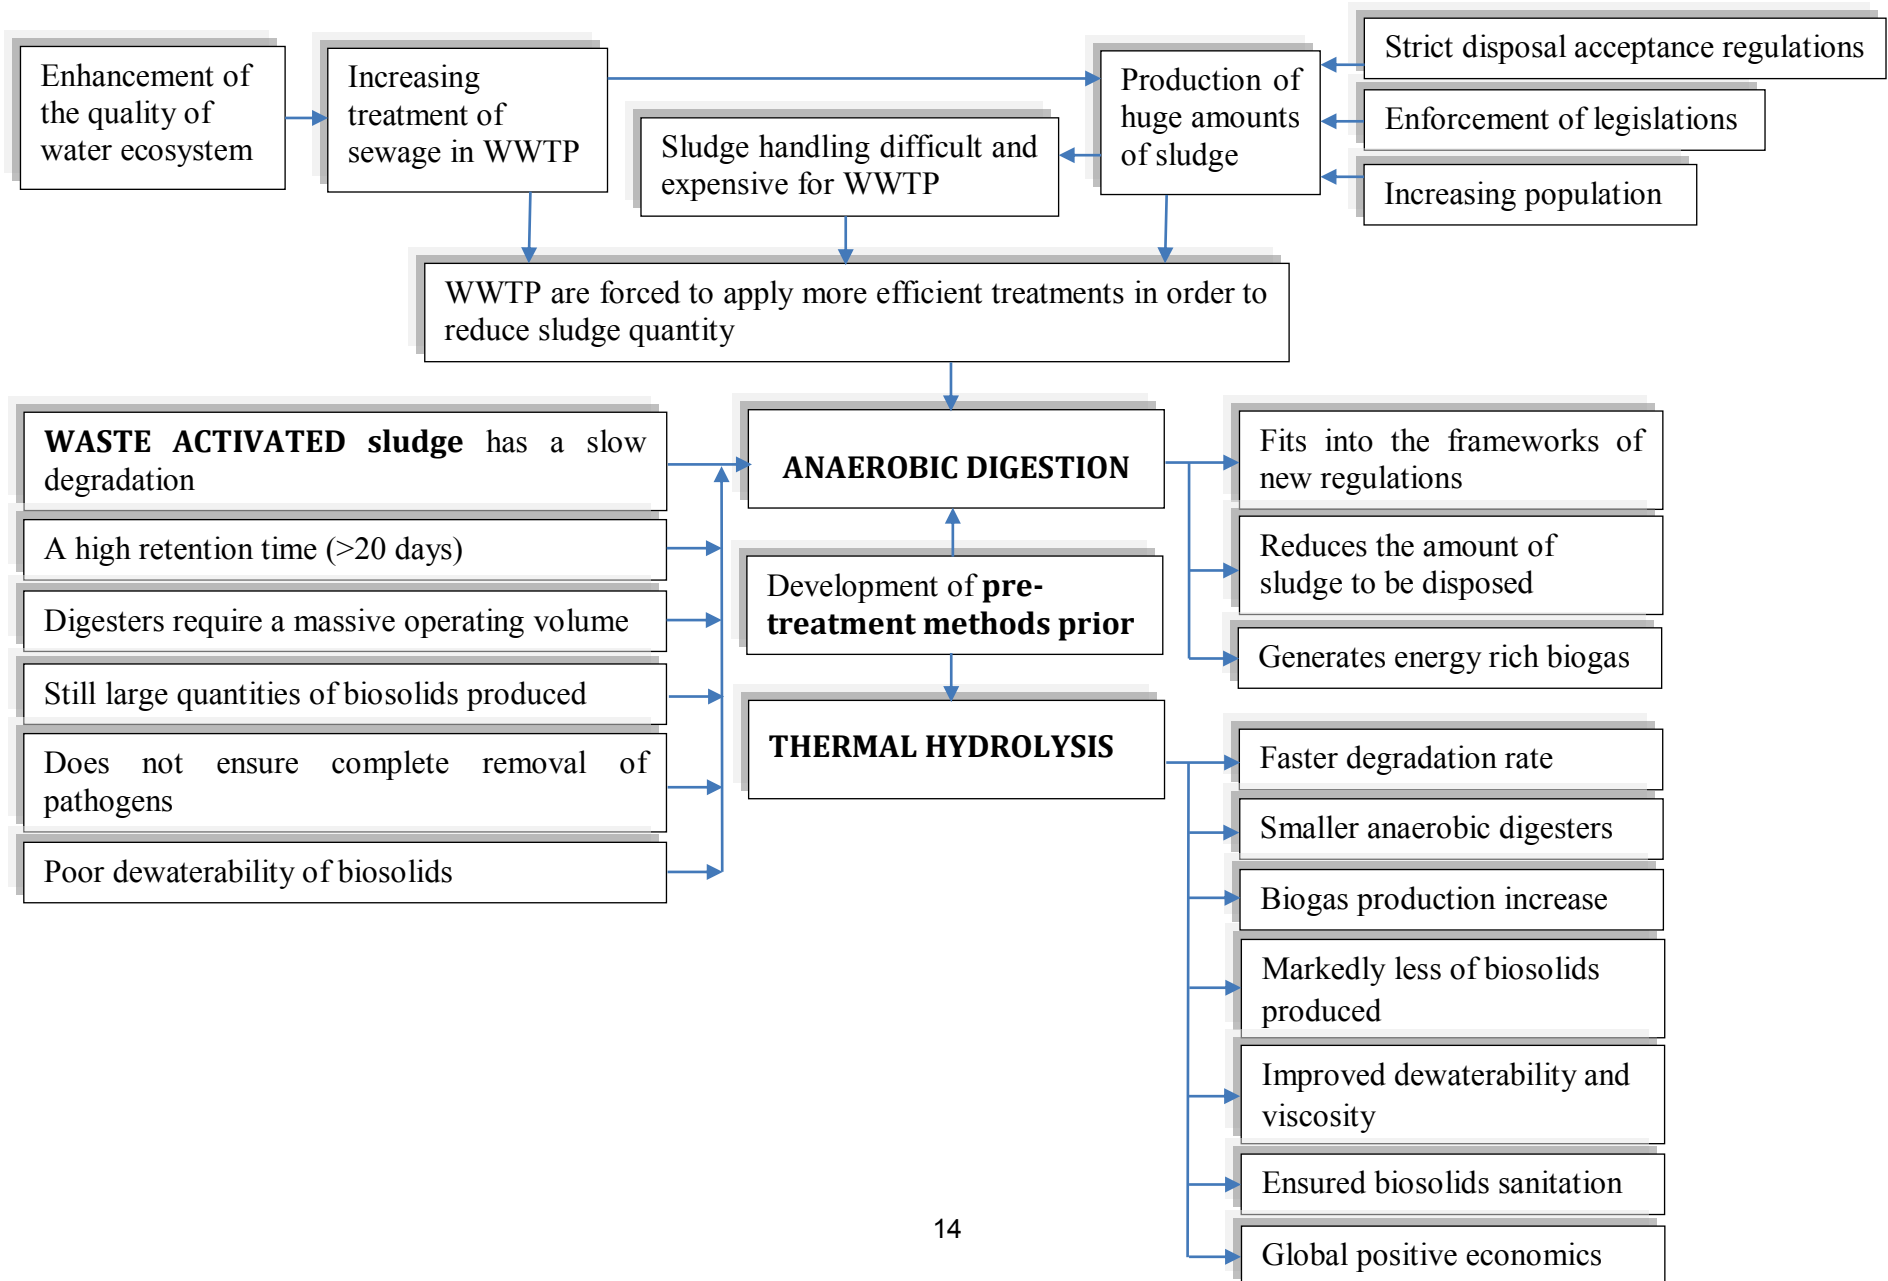 Enhancement of
the quality of
water ecosystem
Increasing
treatment of
sewage in WWTP
Production of
huge amounts
of sludge
Strict disposal acceptance regulations
Enforcement of legislations
Increasing population
Sludge handling difficult and
expensive for WWTP
WWTP are forced to apply more efficient treatments in order to
reduce sludge quantity
WASTE ACTIVATED sludge has a slow
degradation
A high retention time (>20 days)
Digesters require a massive operating volume
Still large quantities of biosolids produced
Does not ensure complete removal of
pathogens
Poor dewaterability of biosolids
ANAEROBIC DIGESTION
Development of pre-
treatment methods prior
THERMAL HYDROLYSIS
Fits into the frameworks of
new regulations
Reduces the amount of
sludge to be disposed
Generates energy rich biogas
Faster degradation rate
Smaller anaerobic digesters
Biogas production increase
Markedly less of biosolids
produced
Improved dewaterability and
viscosity
Ensured biosolids sanitation
Global positive economics
14